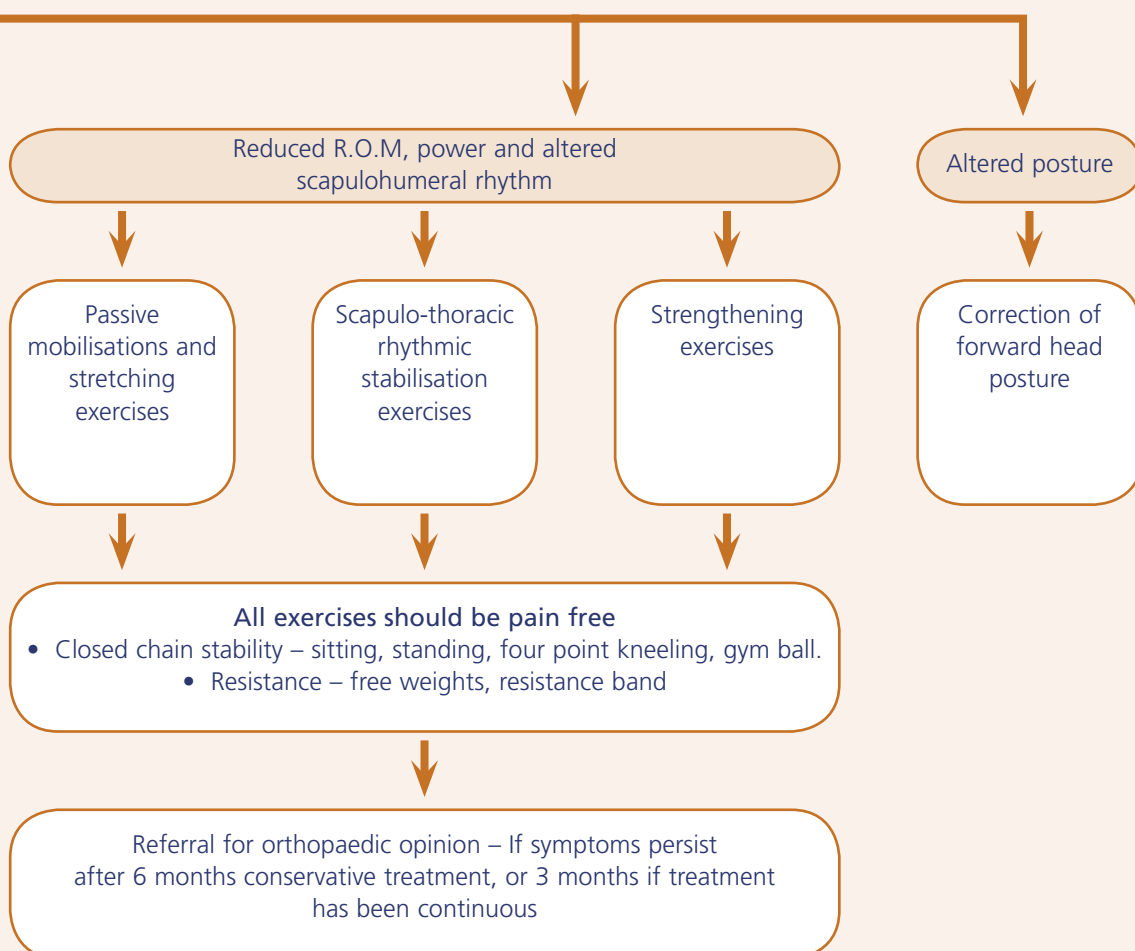 Reduced R.O.M, power and altered
scapulohumeral rhythm
Altered posture
Passive
mobilisations and
stretching
exercises
Scapulo-thoracic
rhythmic
stabilisation
exercises
Strengthening
exercises
Correction of
forward head
posture
All exercises should be pain free
• Closed chain stability – sitting, standing, four point kneeling, gym ball.
• Resistance – free weights, resistance band
Referral for orthopaedic opinion – If symptoms persist
after 6 months conservative treatment, or 3 months if treatment
has been continuous